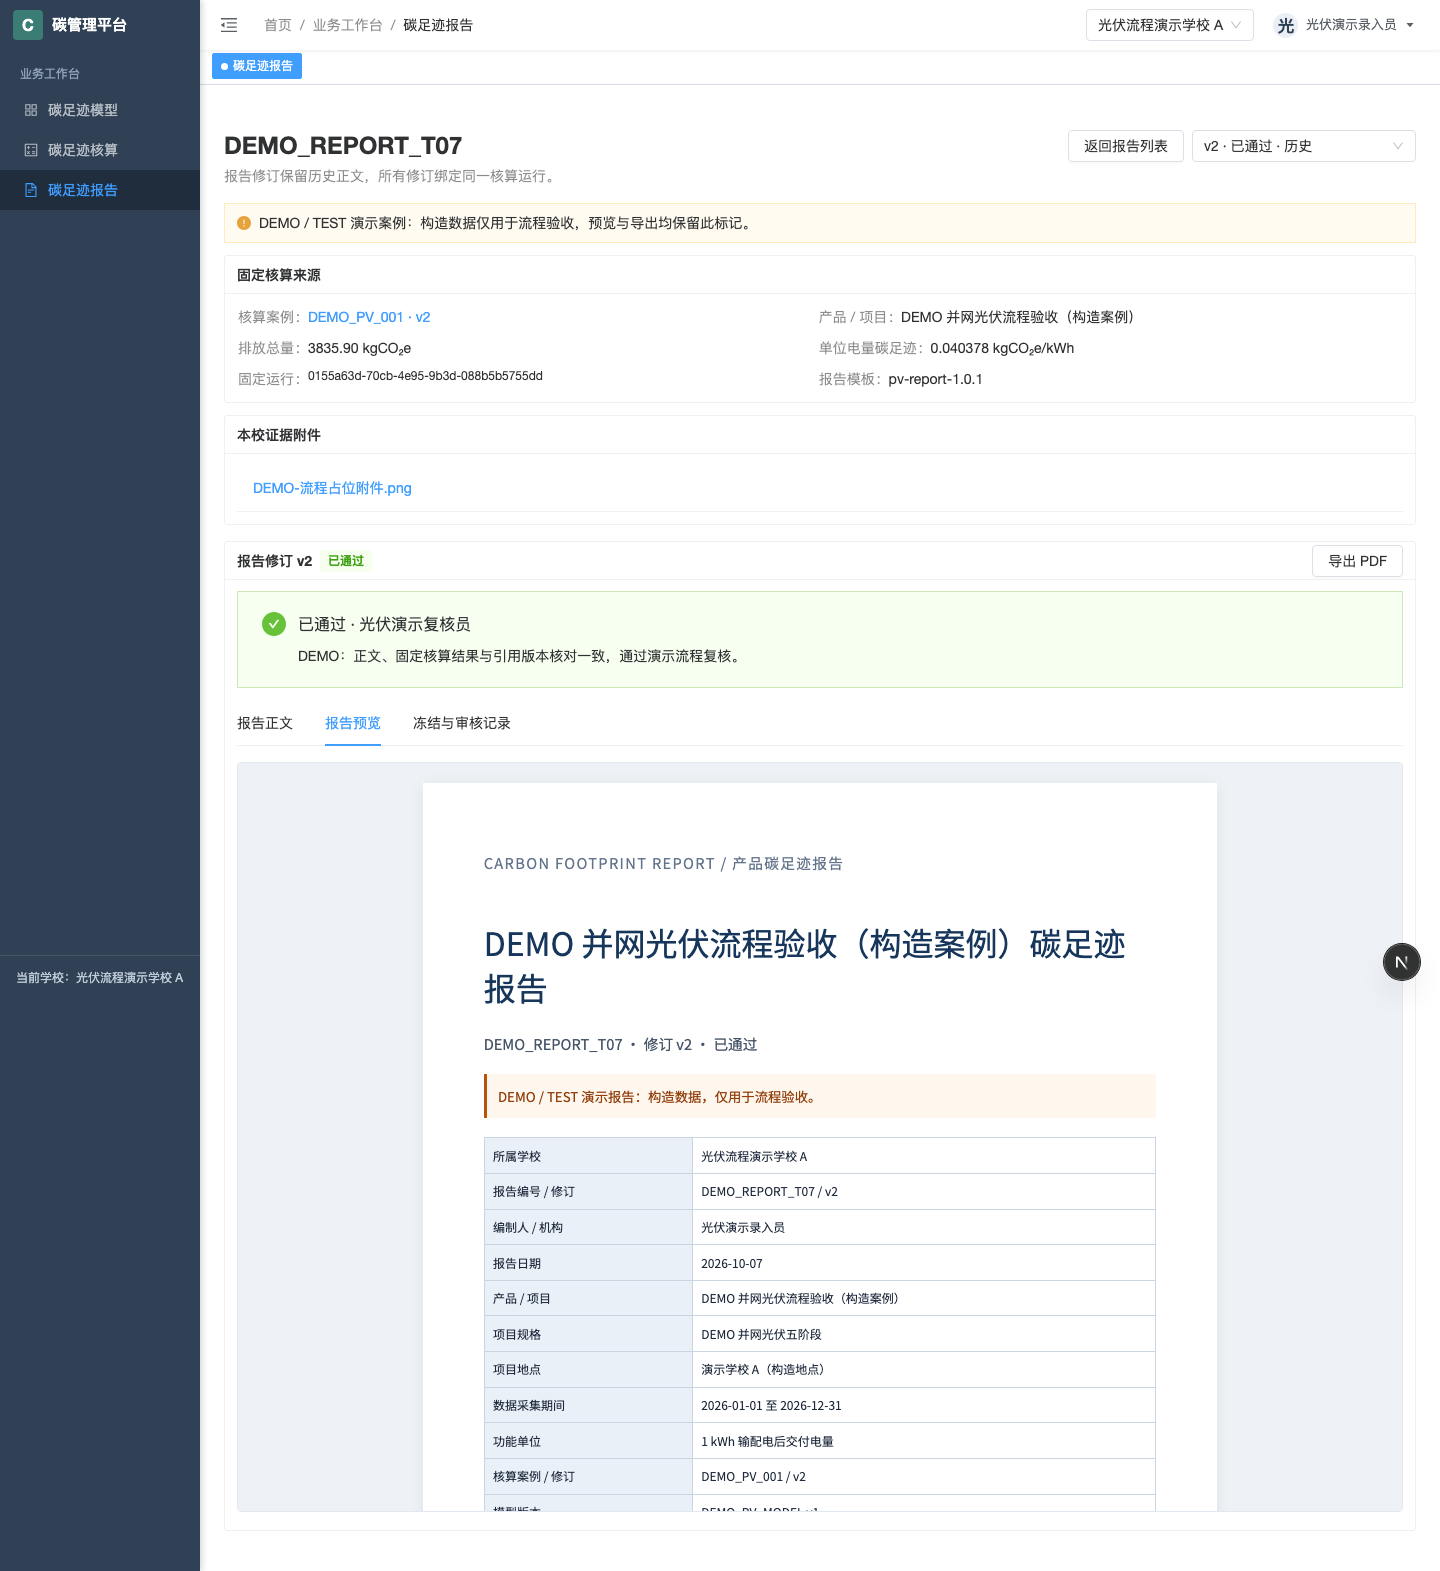 C 碳管理平台
首页 / 业务工作台 / 碳足迹报告
光伏流程演示学校 A
光 光伏演示录入员
业务工作台
碳足迹模型
碳足迹核算
碳足迹报告
当前学校：光伏流程演示学校 A
碳足迹报告
DEMO_REPORT_T07
返回报告列表
v2 · 已通过 · 历史
报告修订保留历史正文，所有修订绑定同一核算运行。
DEMO / TEST 演示案例：构造数据仅用于流程验收，预览与导出均保留此标记。
固定核算来源
核算案例：DEMO_PV_001 · v2
产品 / 项目：DEMO 并网光伏流程验收（构造案例）
排放总量：3835.90 kgCO₂e
单位电量碳足迹：0.040378 kgCO₂e/kWh
固定运行：0155a63d-70cb-4e95-9b3d-088b5b5755dd
报告模板：pv-report-1.0.1
本校证据附件
DEMO-流程占位附件.png
报告修订 v2 已通过
导出 PDF
已通过 · 光伏演示复核员
DEMO：正文、固定核算结果与引用版本核对一致，通过演示流程复核。
报告正文 报告预览 冻结与审核记录
CARBON FOOTPRINT REPORT / 产品碳足迹报告
DEMO 并网光伏流程验收（构造案例）碳足迹
报告
DEMO_REPORT_T07 • 修订 v2 • 已通过
DEMO / TEST 演示报告：构造数据，仅用于流程验收。
所属学校 光伏流程演示学校 A
报告编号 / 修订 DEMO_REPORT_T07 / v2
编制人 / 机构 光伏演示录入员
报告日期 2026-10-07
产品 / 项目 DEMO 并网光伏流程验收（构造案例）
项目规格 DEMO 并网光伏五阶段
项目地点 演示学校 A（构造地点）
数据采集期间 2026-01-01 至 2026-12-31
功能单位 1 kWh 输配电后交付电量
核算案例 / 修订 DEMO_PV_001 / v2
模型版本 DEMO_PV_MODEL v1
N